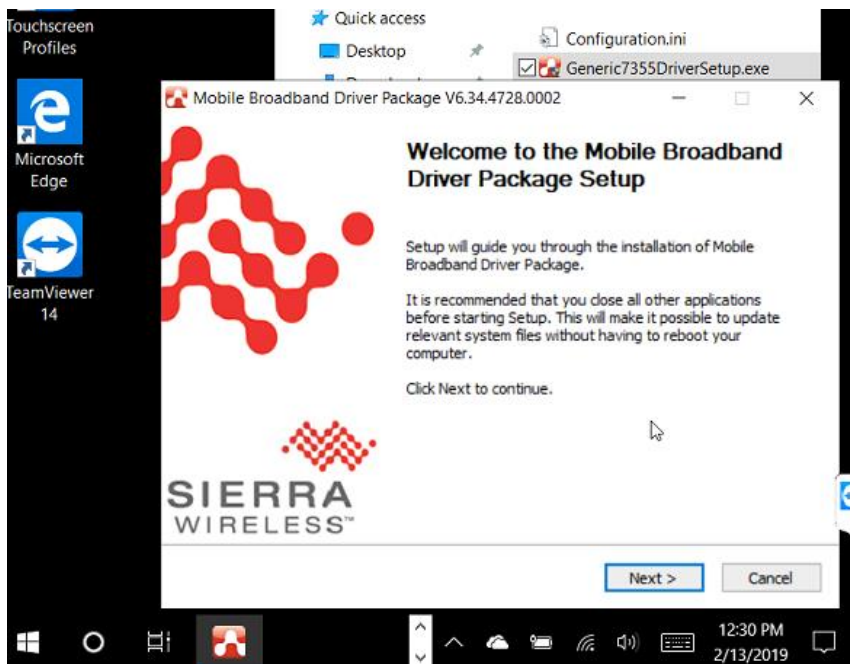 Touchscreen
Profiles
Microsoft
Edge
TeamViewer
14
Quick access
Desktop
Configuration.ini
Generic7355DriverSetup.exe
Mobile Broadband Driver Package V6.34.4728.0002
Welcome to the Mobile Broadband
Driver Package Setup
Setup will guide you through the installation of Mobile
Broadband Driver Package.
It is recommended that you close all other applications
before starting Setup. This will make it possible to update
relevant system files without having to reboot your
computer.
Click Next to continue.
SIERRA
WIRELESS™
Next >
Cancel
12:30 PM
2/13/2019